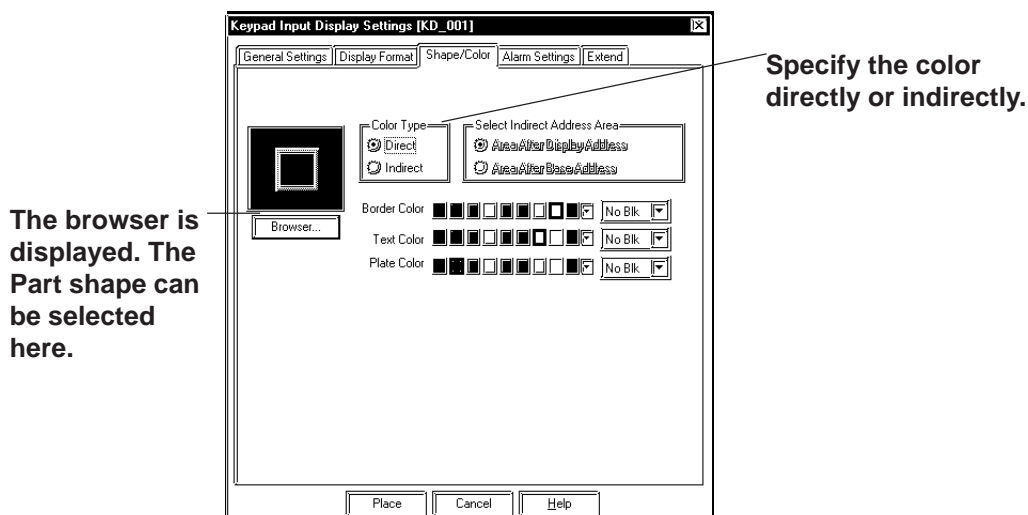 Keypad Input Display Settings [KD_001]
General Settings Display Format Shape/Color Alarm Settings Extend
Specify the color
directly or indirectly.
Color Type
Direct
Indirect
Select Indirect Address Area
Area After Display Address
Area After Base Address
The browser is
displayed. The
Part shape can
be selected
here.
Browser...
Border Color No Blk
Text Color No Blk
Plate Color No Blk
Place Cancel Help